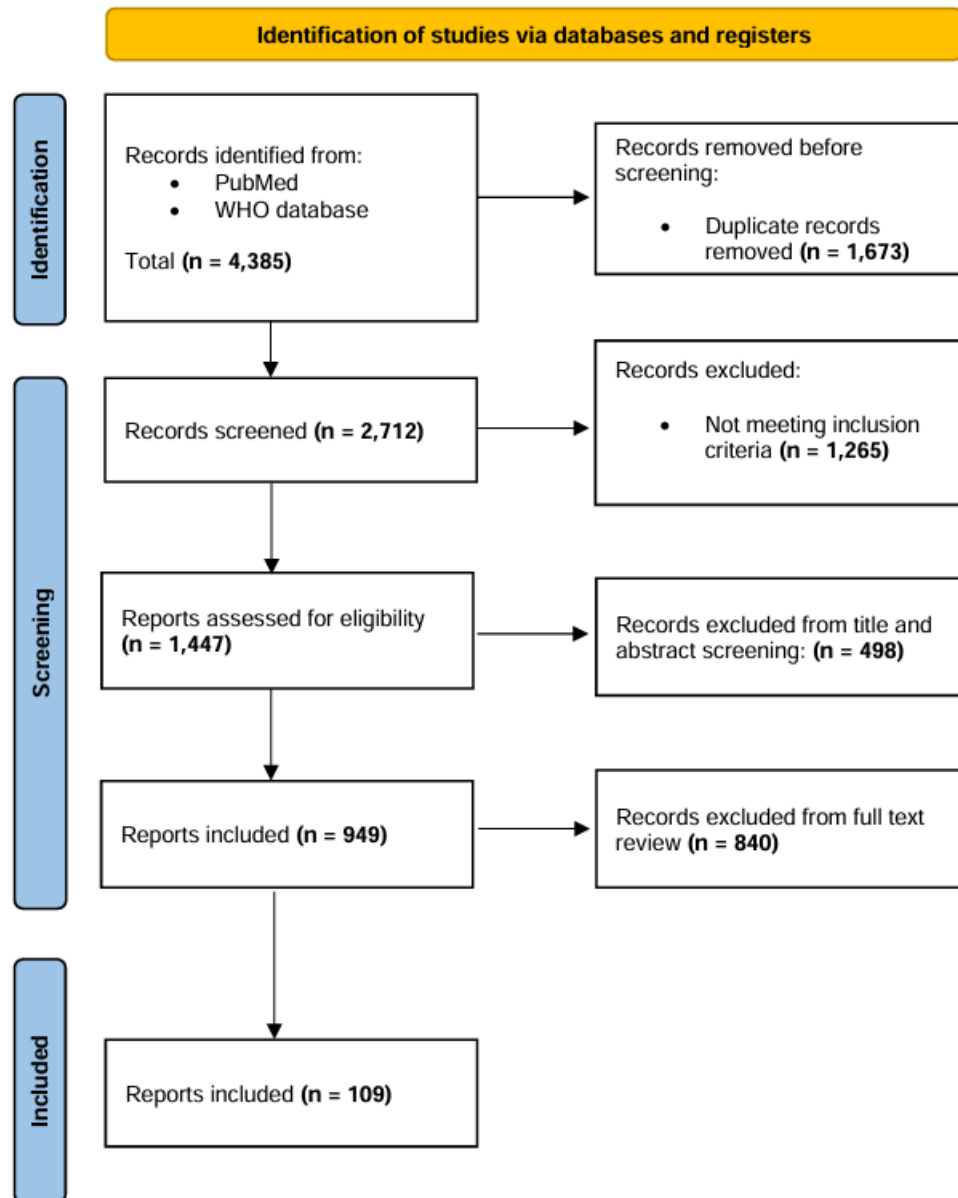 Identification of studies via databases and registers
Identification
Records identified from:
• PubMed
• WHO database
Total (n = 4,385)
Records removed before
screening:
• Duplicate records
removed (n = 1,673)
Screening
Records screened (n = 2,712)
Records excluded:
• Not meeting inclusion
criteria (n = 1,265)
Reports assessed for eligibility
(n = 1,447)
Records excluded from title and
abstract screening: (n = 498)
Reports included (n = 949)
Records excluded from full text
review (n = 840)
Included
Reports included (n = 109)